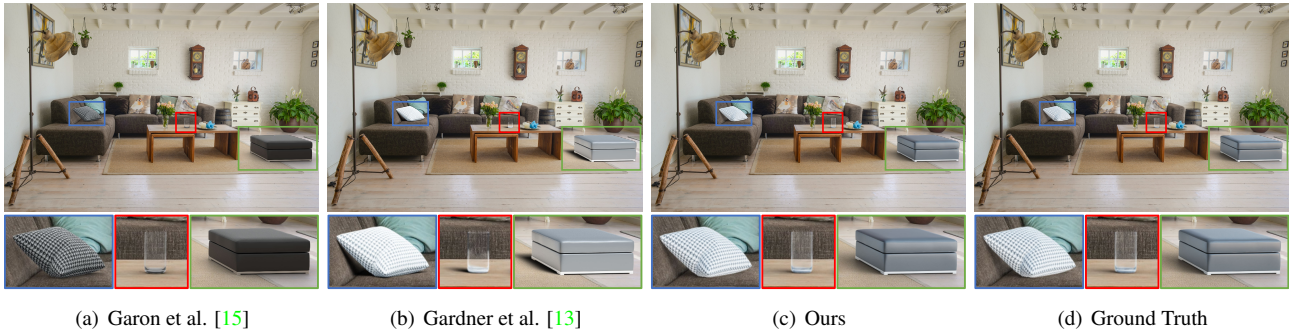 (a) Garon et al. [15]
(b) Gardner et al. [13]
(c) Ours
(d) Ground Truth